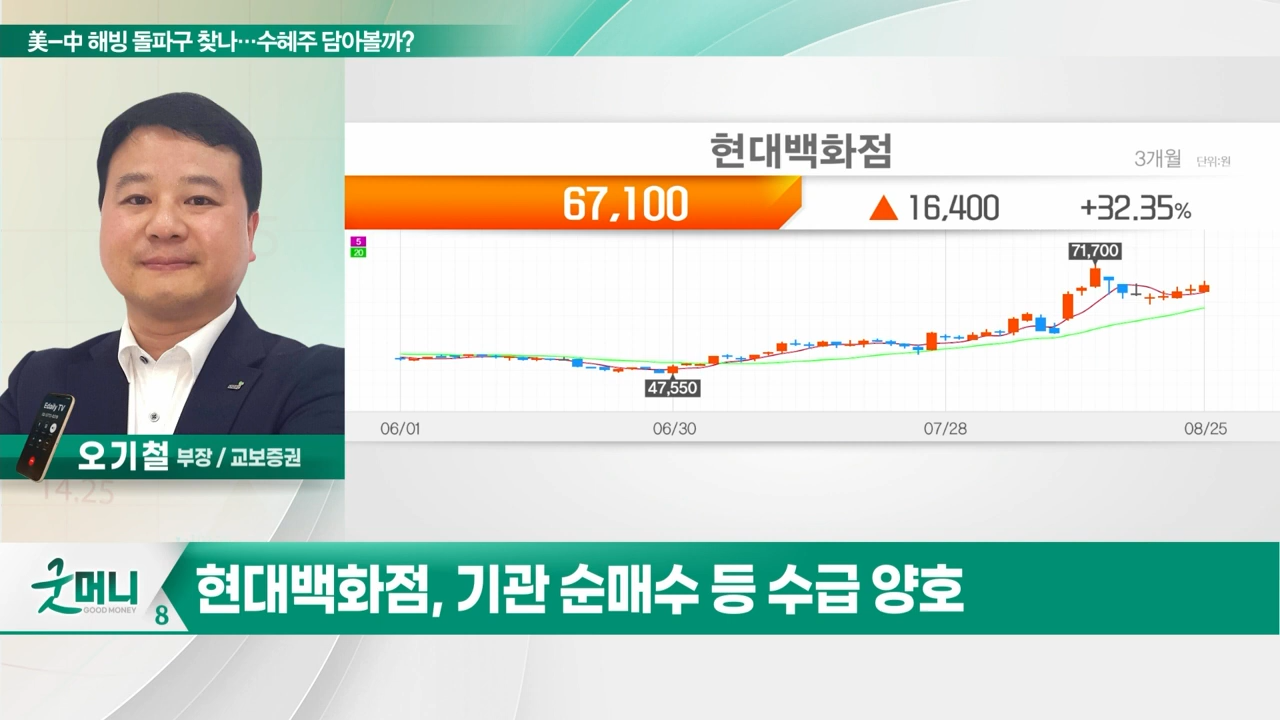 美-中 해빙 돌파구 찾나…수혜주 담아볼까?
현대백화점
3개월 단위:원
67,100 ▲ 16,400 +32.35%
5
20
71,700
47,550
06/01 06/30 07/28 08/25
Edaily TV
오기철 부장 / 교보증권
14.25
굿머니
GOOD MONEY
8
현대백화점, 기관 순매수 등 수급 양호